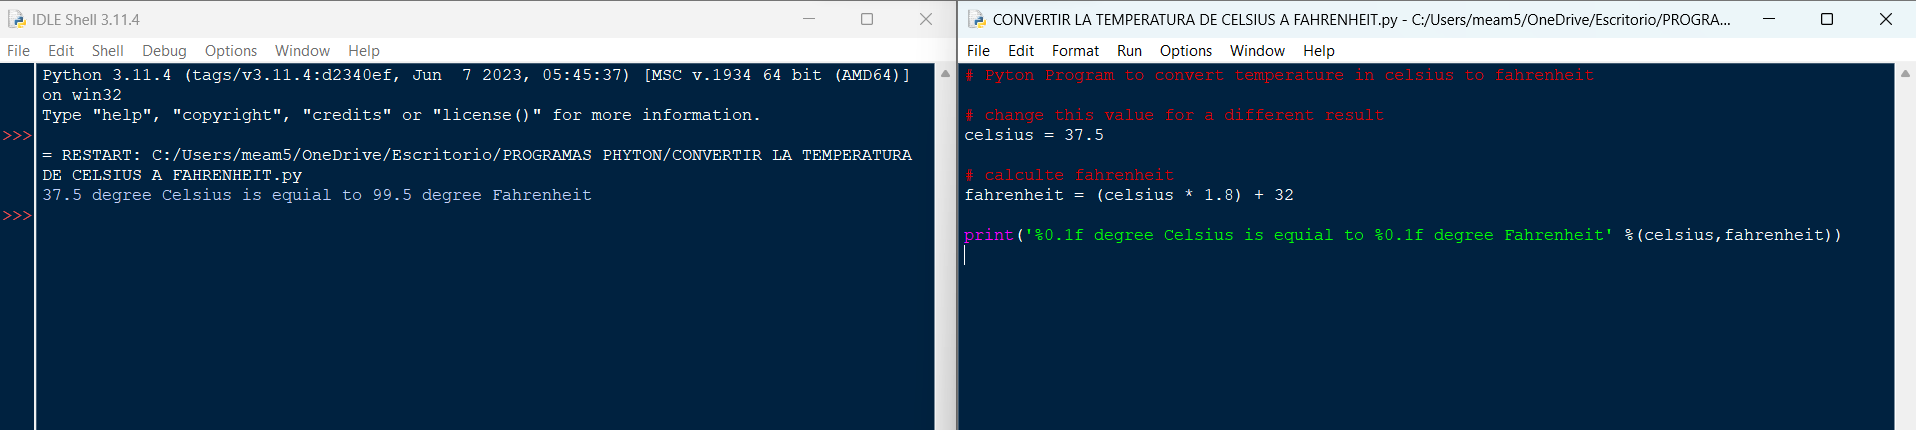 IDLE Shell 3.11.4
File Edit Shell Debug Options Window Help
Python 3.11.4 (tags/v3.11.4:d2340ef, Jun  7 2023, 05:45:37) [MSC v.1934 64 bit (AMD64)]
on win32
Type "help", "copyright", "credits" or "license()" for more information.
>>>
= RESTART: C:/Users/meam5/OneDrive/Escritorio/PROGRAMAS PHYTON/CONVERTIR LA TEMPERATURA
DE CELSIUS A FAHRENHEIT.py
37.5 degree Celsius is equial to 99.5 degree Fahrenheit
>>>
CONVERTIR LA TEMPERATURA DE CELSIUS A FAHRENHEIT.py - C:/Users/meam5/OneDrive/Escritorio/PROGRA...
File Edit Format Run Options Window Help
# Pyton Program to convert temperature in celsius to fahrenheit
# change this value for a different result
celsius = 37.5
# calculte fahrenheit
fahrenheit = (celsius * 1.8) + 32
print('%0.1f degree Celsius is equial to %0.1f degree Fahrenheit' %(celsius,fahrenheit))